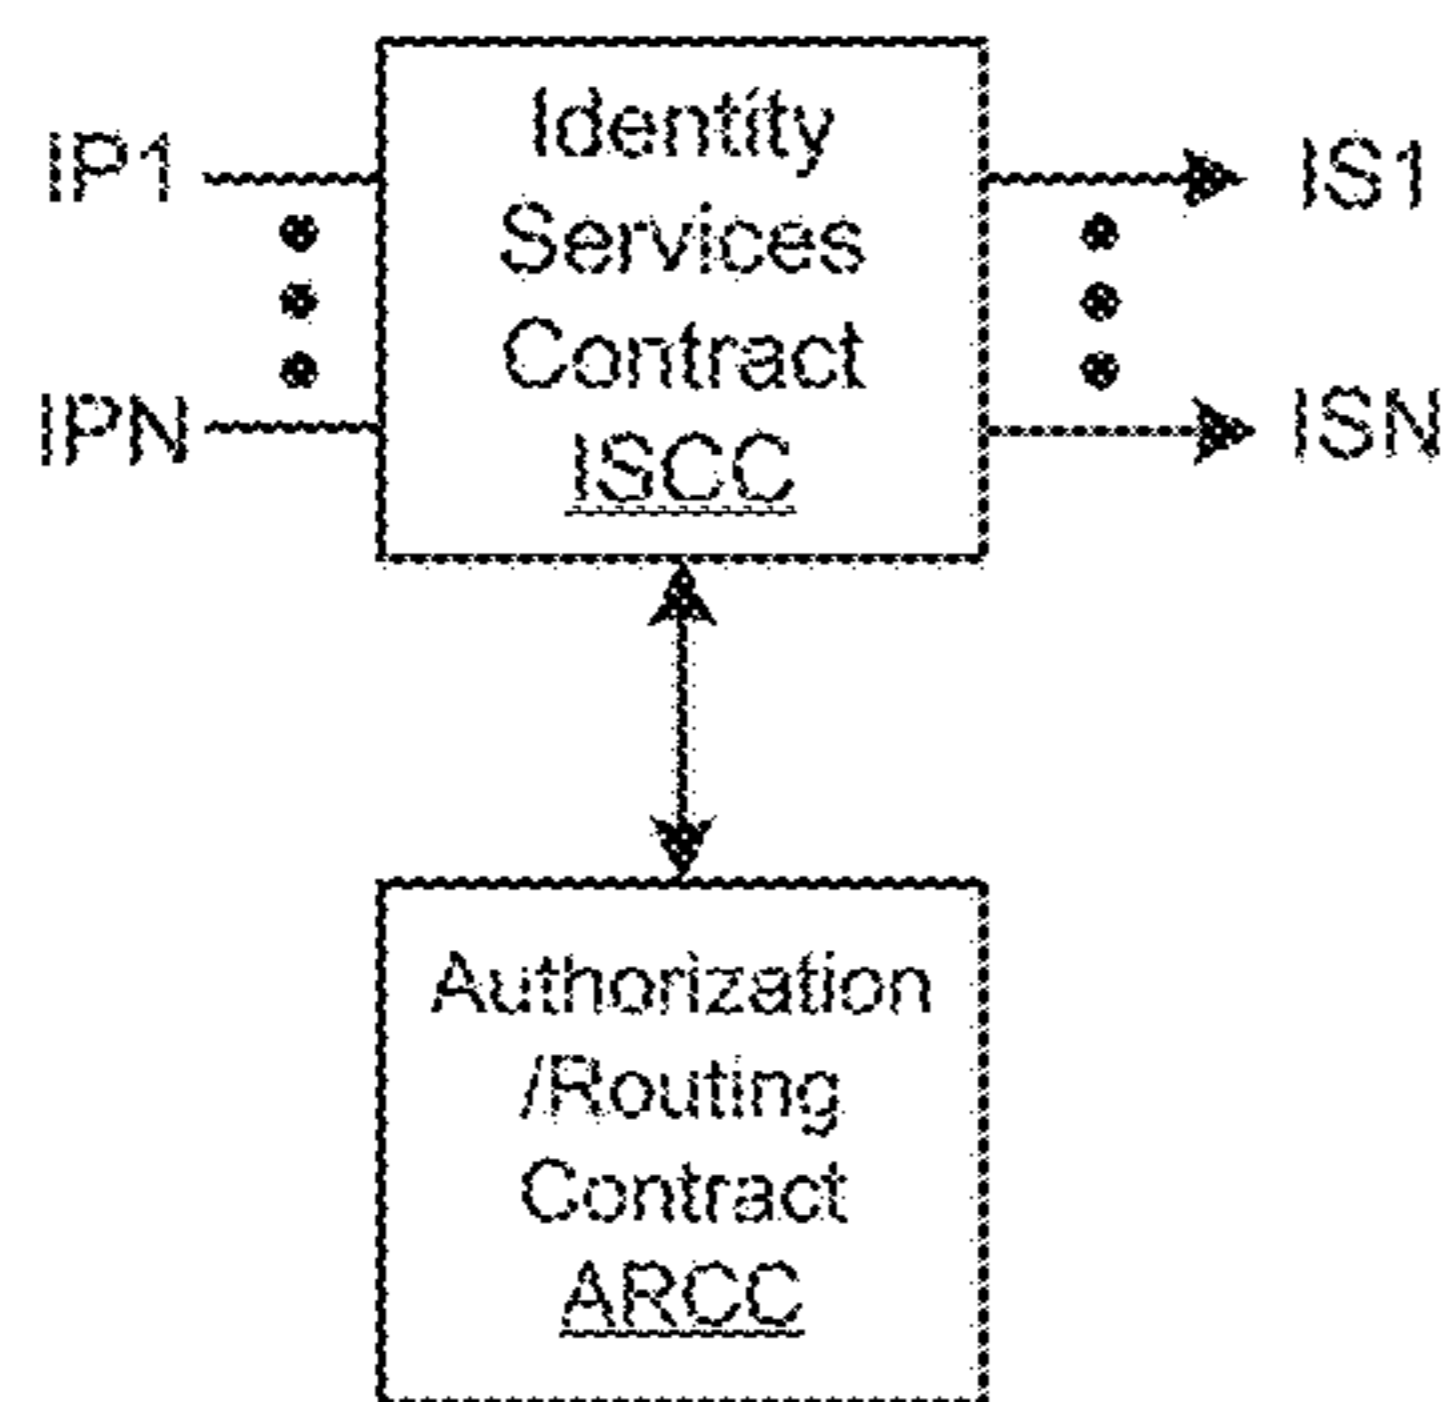 IP1
IPN
Identity
Services
Contract
ISCC
IS1
ISN
Authorization
/Routing
Contract
ARCC